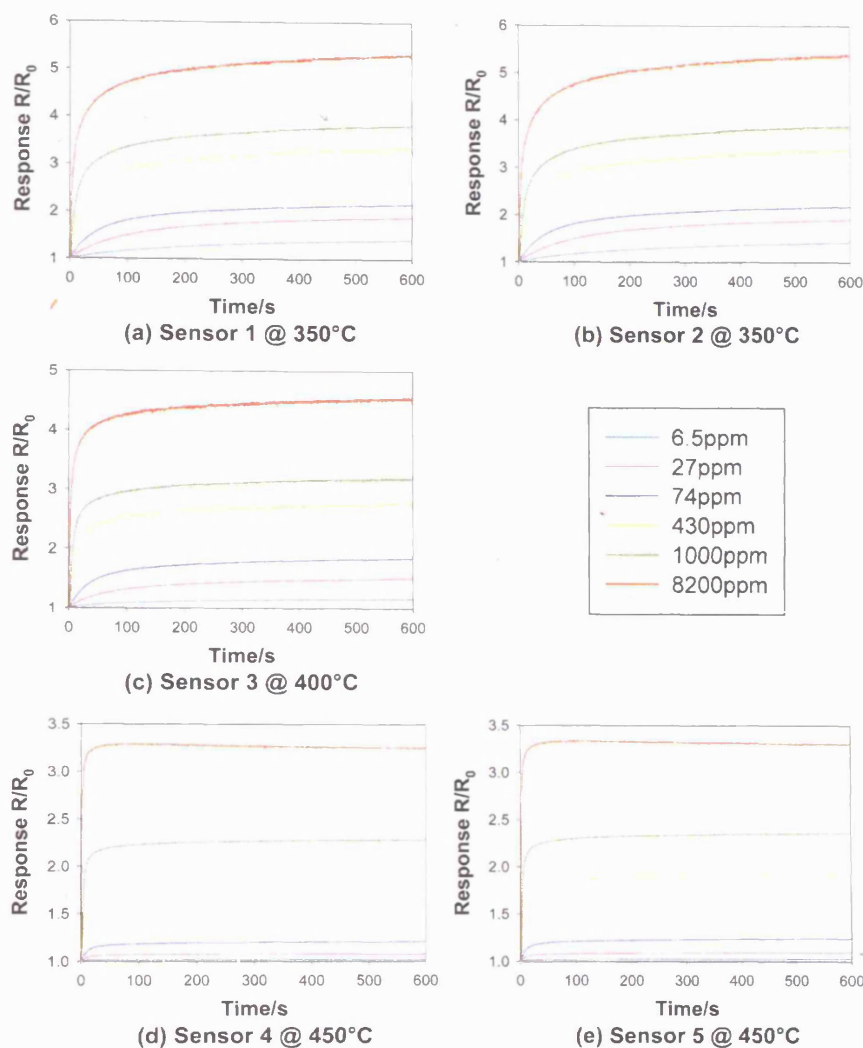 6
5
4
3
2
1
Response R/R0
0 100 200 300 400 500 600
Time/s
(a) Sensor 1 @ 350°C
6
5
4
3
2
1
Response R/R0
0 100 200 300 400 500 600
Time/s
(b) Sensor 2 @ 350°C
5
4
3
2
1
Response R/R0
0 100 200 300 400 500 600
Time/s
(c) Sensor 3 @ 400°C
6.5ppm
27ppm
74ppm
430ppm
1000ppm
8200ppm
3.5
3.0
2.5
2.0
1.5
1.0
Response R/R0
0 100 200 300 400 500 600
Time/s
(d) Sensor 4 @ 450°C
3.5
3.0
2.5
2.0
1.5
1.0
Response R/R0
0 100 200 300 400 500 600
Time/s
(e) Sensor 5 @ 450°C